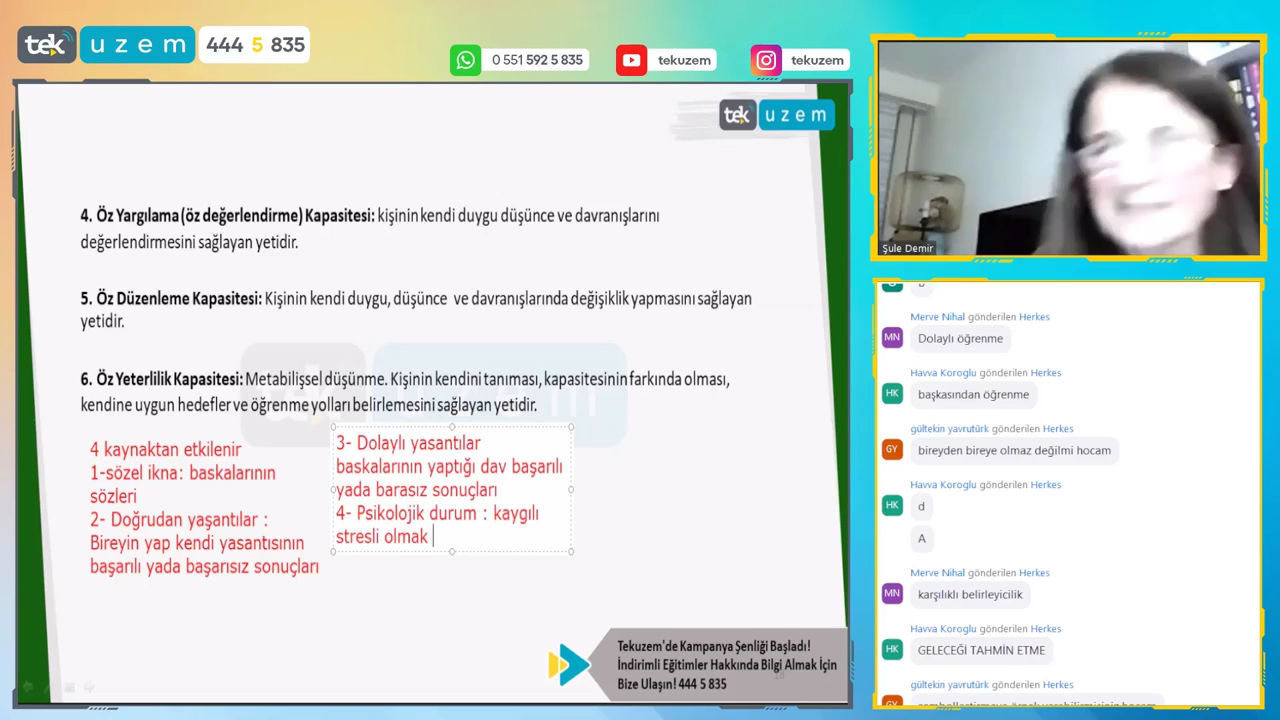 tek uzem 444 5 835
0 551 592 5 835
tekuzem
tekuzem
tek uzem
4. Öz Yargılama (öz değerlendirme) Kapasitesi: kişinin kendi duygu düşünce ve davranışlarını
değerlendirmesini sağlayan yetidir.
5. Öz Düzenleme Kapasitesi: Kişinin kendi duygu, düşünce ve davranışlarında değişiklik yapmasını sağlayan
yetidir.
6. Öz Yeterlilik Kapasitesi: Metabilişsel düşünme. Kişinin kendini tanıması, kapasitesinin farkında olması,
kendine uygun hedefler ve öğrenme yolları belirlemesini sağlayan yetidir.
4 kaynaktan etkilenir
1-sözel ikna: baskalarının
sözleri
2- Doğrudan yaşantılar :
Bireyin yap kendi yasantısının
başarılı yada başarısız sonuçları
3- Dolaylı yasantılar
baskalarının yaptığı dav başarılı
yada barasız sonuçları
4- Psikolojik durum : kaygılı
stresli olmak
Tekuzem'de Kampanya Şenliği Başladı!
İndirimli Eğitimler Hakkında Bilgi Almak İçin
Bize Ulaşın! 444 5 835
18
Şule Demir
Merve Nihal gönderilen Herkes
MN Dolaylı öğrenme
Havva Koroglu gönderilen Herkes
HK başkasından öğrenme
gültekin yavrutürk gönderilen Herkes
GY bireyden bireye olmaz değilmi hocam
Havva Koroglu gönderilen Herkes
HK d
A
Merve Nihal gönderilen Herkes
MN karşılıklı belirleyicilik
Havva Koroglu gönderilen Herkes
HK GELECEĞİ TAHMİN ETME
gültekin yavrutürk gönderilen Herkes